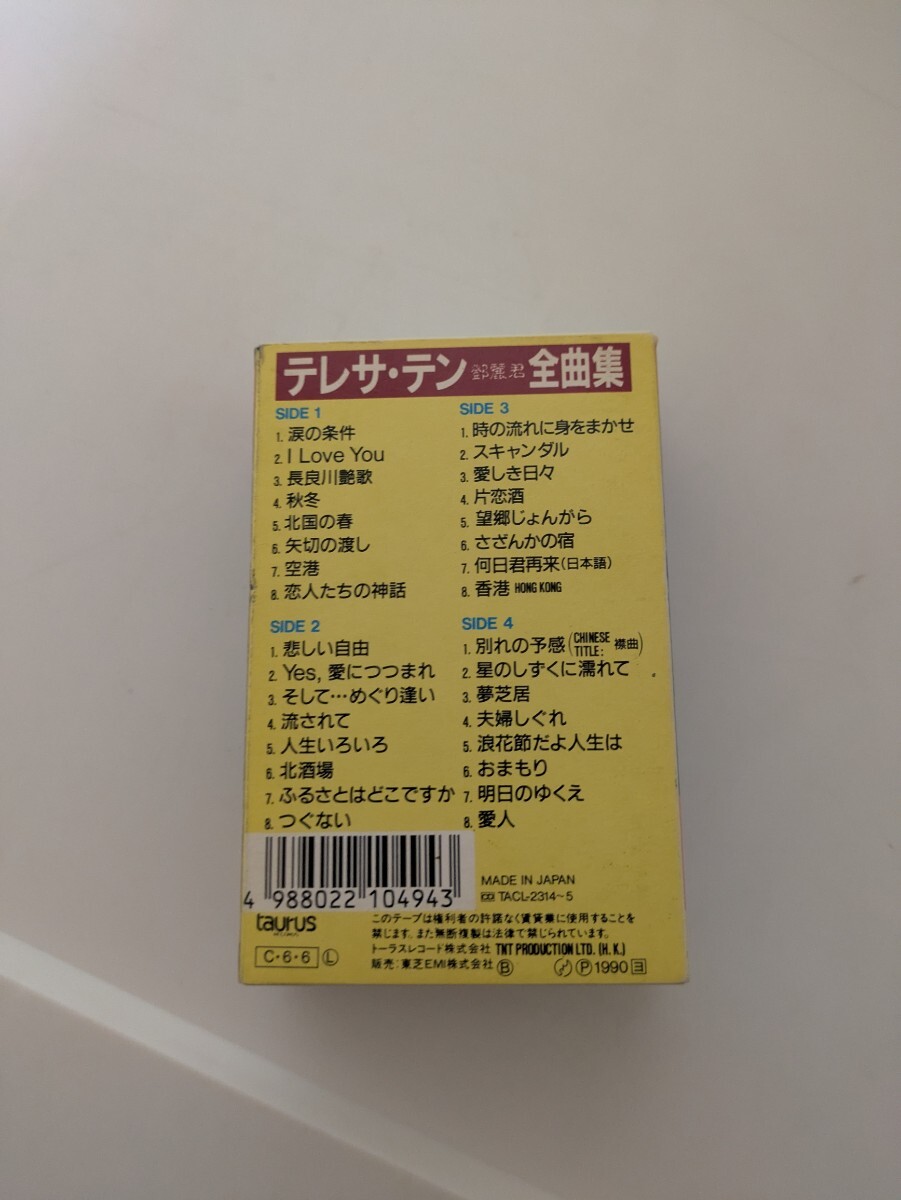 テレサ・テン 鄧麗君 全曲集
SIDE 1
1. 涙の条件
2. I Love You
3. 長良川艶歌
4. 秋冬
5. 北国の春
6. 矢切の渡し
7. 空港
8. 恋人たちの神話
SIDE 2
1. 悲しい自由
2. Yes, 愛につつまれ
3. そして…めぐり逢い
4. 流されて
5. 人生いろいろ
6. 北酒場
7. ふるさとはどこですか
8. つぐない
SIDE 3
1. 時の流れに身をまかせ
2. スキャンダル
3. 愛しき日々
4. 片恋酒
5. 望郷じょんがら
6. さざんかの宿
7. 何日君再来(日本語)
8. 香港 HONG KONG
SIDE 4
1. 別れの予感 (CHINESE TITLE: 襟曲)
2. 星のしずくに濡れて
3. 夢芝居
4. 夫婦しぐれ
5. 浪花節だよ人生は
6. おまもり
7. 明日のゆくえ
8. 愛人
4 988022 104943
MADE IN JAPAN
TACL-2314~5
taurus
C・6・6 L
このテープは権利者の許諾なく賃貸業に使用することを
禁じます。また無断複製は法律で禁じられています。
トーラスレコード株式会社 TNT PRODUCTION LTD. (H. K.)
販売：東芝EMI株式会社 Ⓑ Ⓟ1990 ヨ